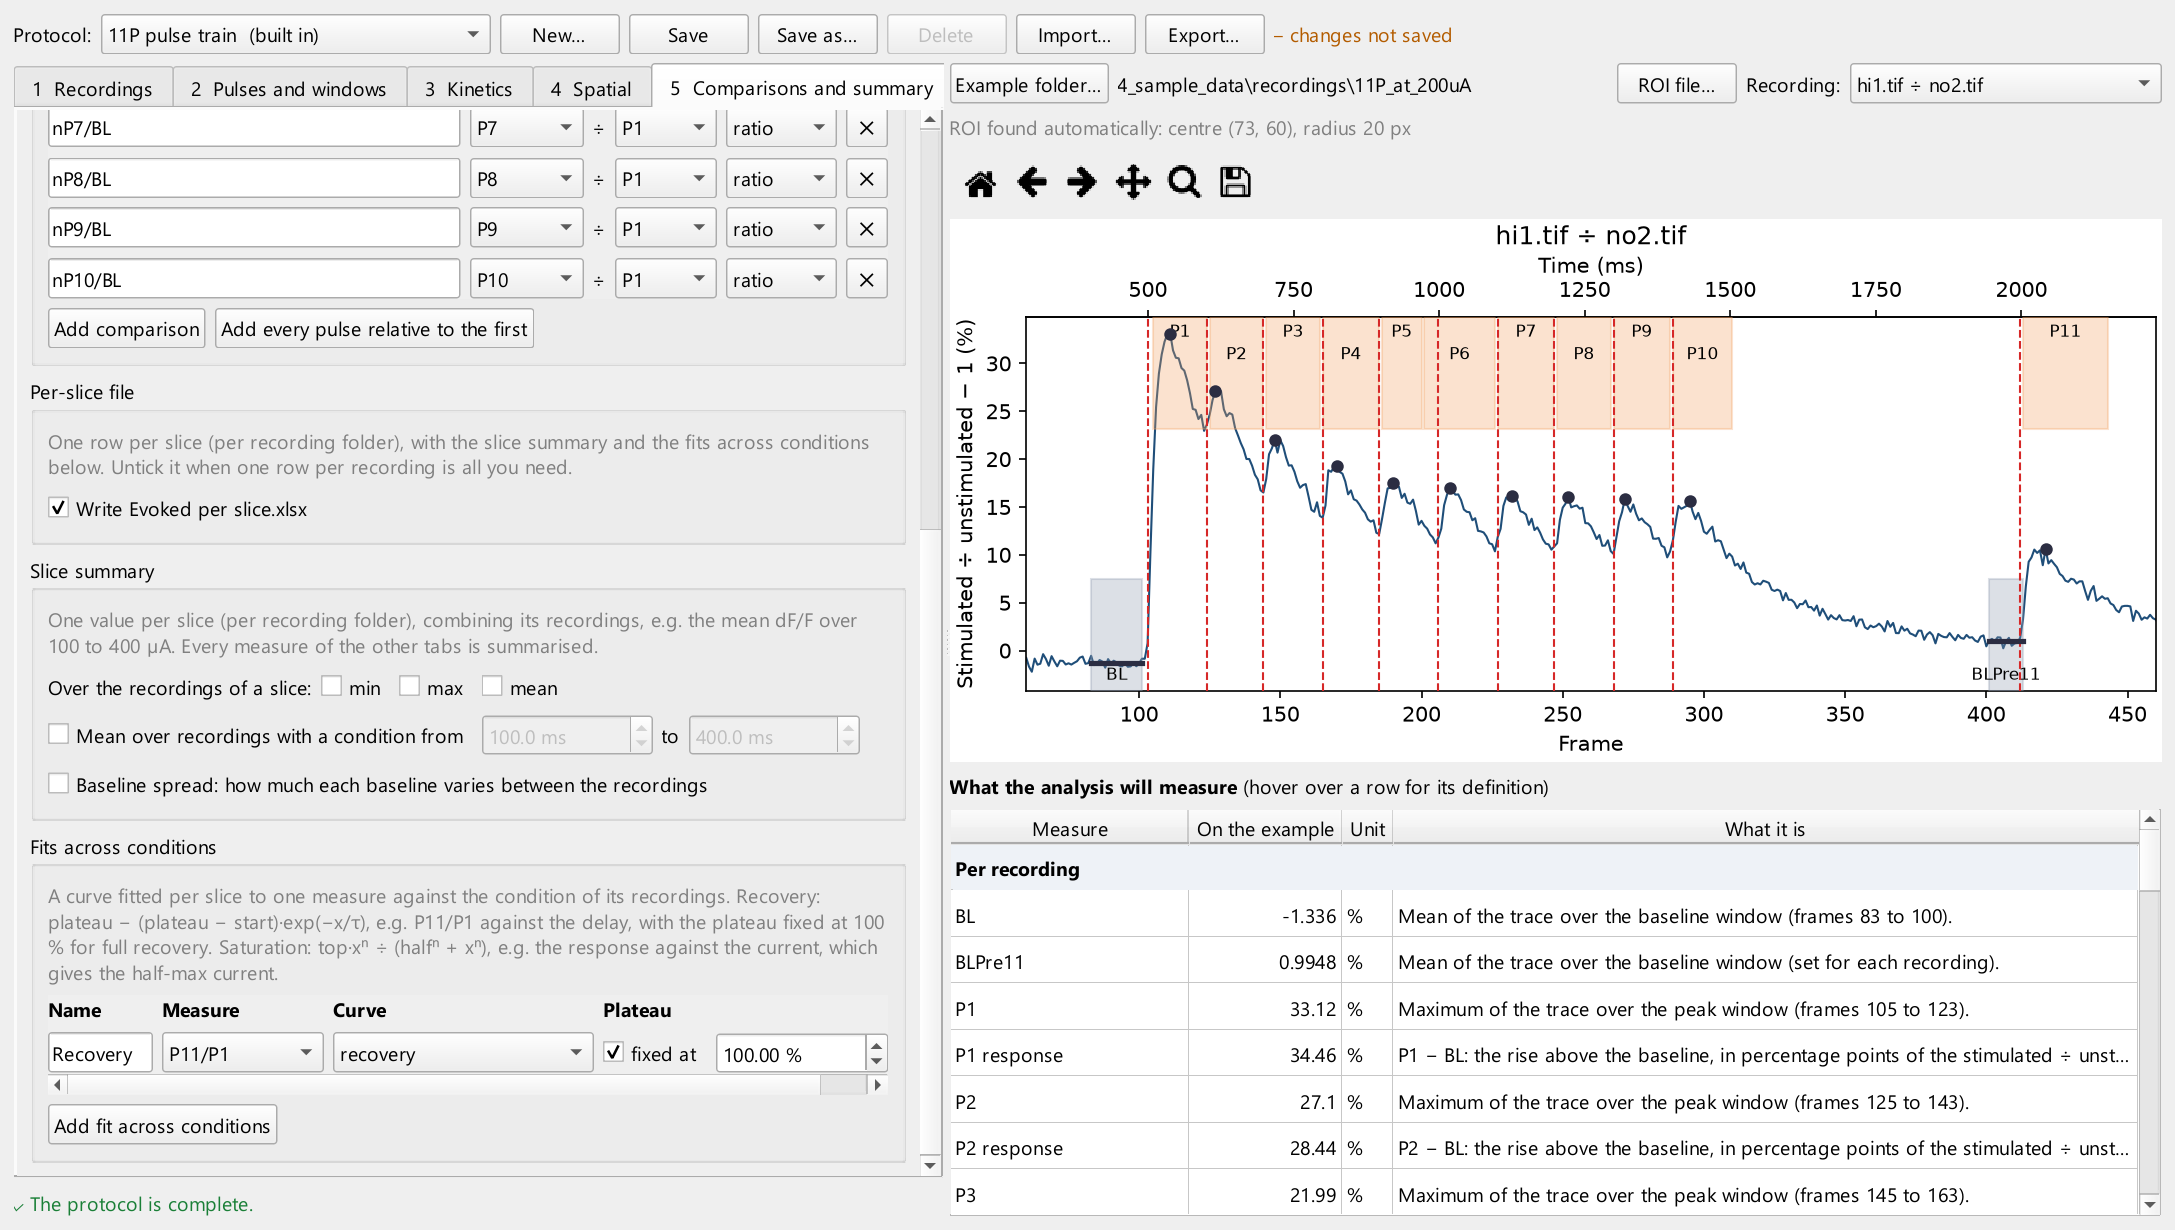 Protocol: 11P pulse train (built in) New... Save Save as... Delete Import... Export... – changes not saved
1 Recordings 2 Pulses and windows 3 Kinetics 4 Spatial 5 Comparisons and summary
nP7/BL P7 ÷ P1 ratio
nP8/BL P8 ÷ P1 ratio
nP9/BL P9 ÷ P1 ratio
nP10/BL P10 ÷ P1 ratio
Add comparison Add every pulse relative to the first
Per-slice file
One row per slice (per recording folder), with the slice summary and the fits across conditions
below. Untick it when one row per recording is all you need.
Write Evoked per slice.xlsx
Slice summary
One value per slice (per recording folder), combining its recordings, e.g. the mean dF/F over
100 to 400 µA. Every measure of the other tabs is summarised.
Over the recordings of a slice: min max mean
Mean over recordings with a condition from 100.0 ms to 400.0 ms
Baseline spread: how much each baseline varies between the recordings
Fits across conditions
A curve fitted per slice to one measure against the condition of its recordings. Recovery:
plateau − (plateau − start)·exp(−x/τ), e.g. P11/P1 against the delay, with the plateau fixed at 100
% for full recovery. Saturation: top·xⁿ ÷ (halfⁿ + xⁿ), e.g. the response against the current, which
gives the half-max current.
Name Measure Curve Plateau
Recovery P11/P1 recovery fixed at 100.00 %
Add fit across conditions
The protocol is complete.
Example folder... 4_sample_data\recordings\11P_at_200uA ROI file... Recording: hi1.tif ÷ no2.tif
ROI found automatically: centre (73, 60), radius 20 px
hi1.tif ÷ no2.tif
Time (ms)
500 750 1000 1250 1500 1750 2000
P1 P3 P5 P7 P9 P11
P2 P4 P6 P8 P10
Stimulated ÷ unstimulated − 1 (%)
30
25
20
15
10
5
0
BL BLPre11
100 150 200 250 300 350 400 450
Frame
What the analysis will measure (hover over a row for its definition)
Measure On the example Unit What it is
Per recording
BL -1.336 % Mean of the trace over the baseline window (frames 83 to 100).
BLPre11 0.9948 % Mean of the trace over the baseline window (set for each recording).
P1 33.12 % Maximum of the trace over the peak window (frames 105 to 123).
P1 response 34.46 % P1 − BL: the rise above the baseline, in percentage points of the stimulated ÷ unst...
P2 27.1 % Maximum of the trace over the peak window (frames 125 to 143).
P2 response 28.44 % P2 − BL: the rise above the baseline, in percentage points of the stimulated ÷ unst...
P3 21.99 % Maximum of the trace over the peak window (frames 145 to 163).